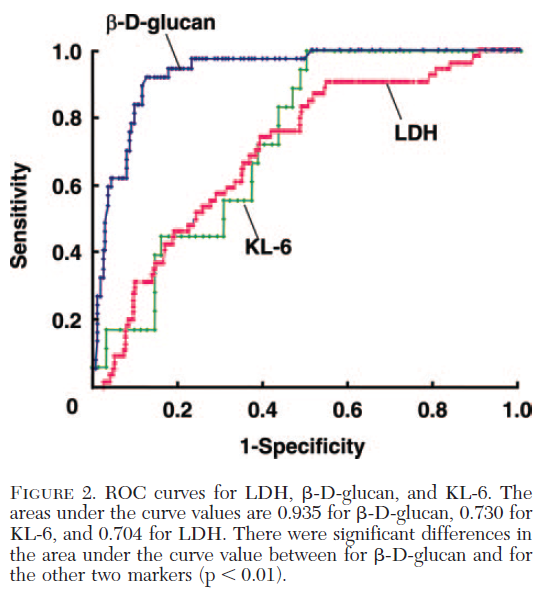 β-D-glucan
1.0
0.8
0.6
0.4
0.2
0
Sensitivity
LDH
KL-6
0.2
0.4
0.6
0.8
1.0
1-Specificity
FIGURE 2. ROC curves for LDH, β-D-glucan, and KL-6. The
areas under the curve values are 0.935 for β-D-glucan, 0.730 for
KL-6, and 0.704 for LDH. There were significant differences in
the area under the curve value between for β-D-glucan and for
the other two markers (p < 0.01).